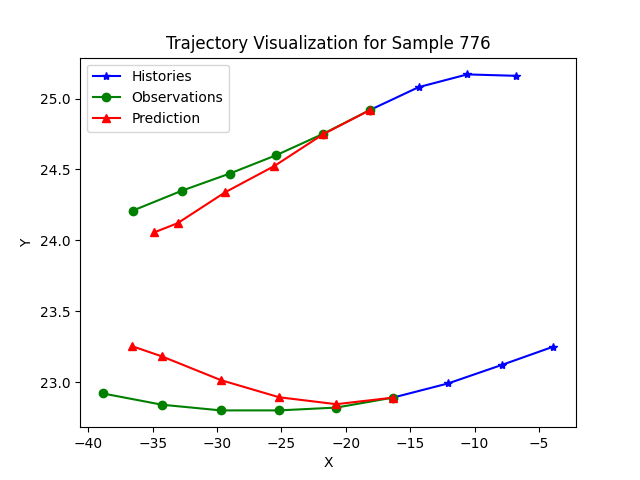 Trajectory Visualization for Sample 776
Histories
Observations
Prediction
25.0
24.5
24.0
23.5
23.0
Y
−40 −35 −30 −25 −20 −15 −10 −5
X